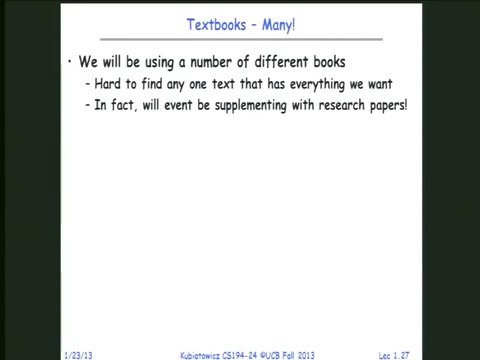 Textbooks – Many!
• We will be using a number of different books
– Hard to find any one text that has everything we want
– In fact, will event be supplementing with research papers!
1/23/13 Kubiatowicz CS194-24 ©UCB Fall 2013 Lec 1.27